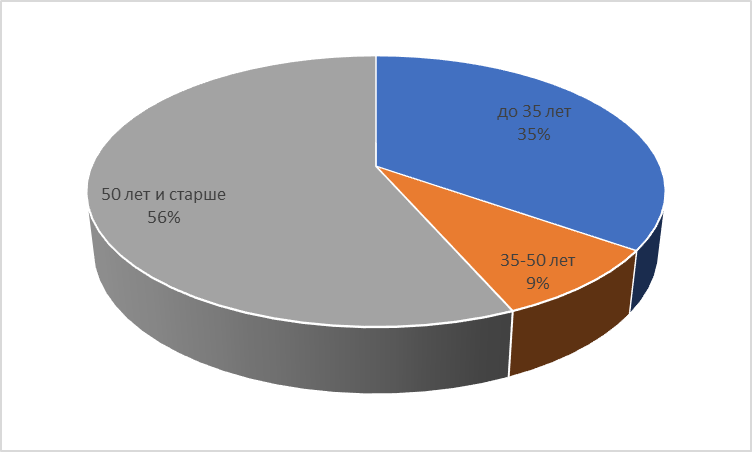 до 35 лет
35%
35-50 лет
9%
50 лет и старше
56%